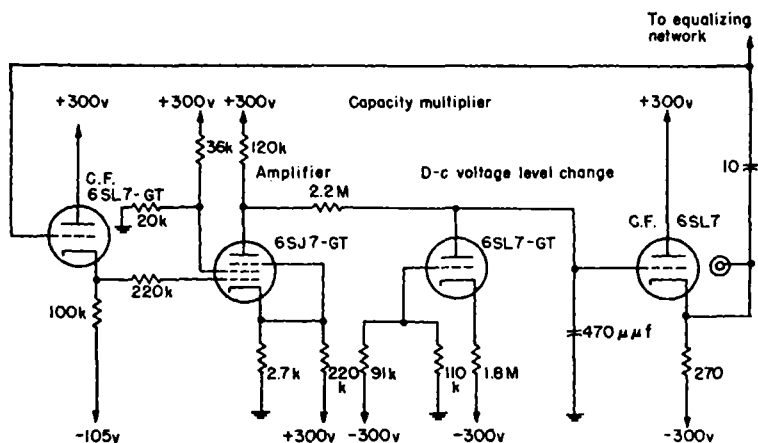 To equalizing
network
+300v
+300v
+300v
Capacity multiplier
+300v
36k
120k
10
C.F.
6SL7-GT
Amplifier
D-c voltage level change
2.2M
C.F. 6SL7
20k
6SJ7-GT
6SL7-GT
220k
100k
470 μμf
2.7k
220
k
91k
110
k
1.8M
270
-105v
+300v
-300v
-300v
-300v